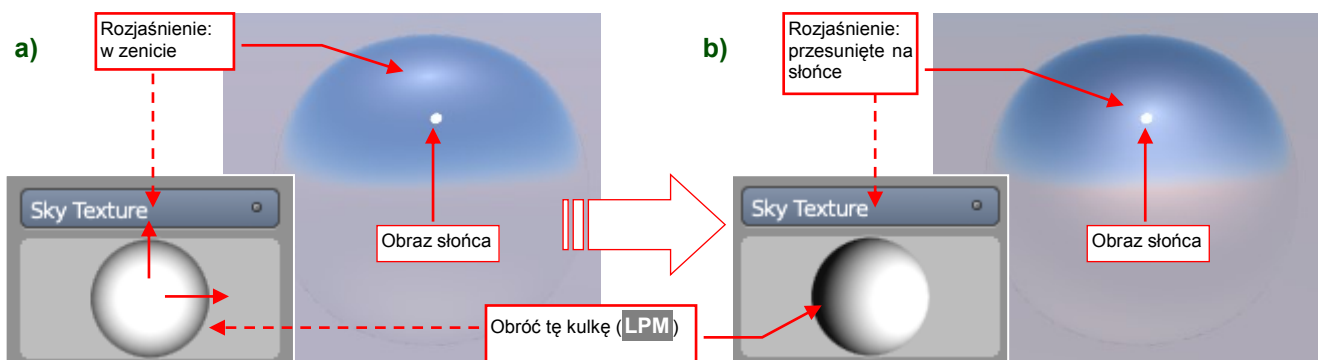 a)
Rozjaśnienie:
w zenicie
Sky Texture
Obraz słońca
Obróć tę kulkę (LPM)
b)
Rozjaśnienie:
przesunięte na
słońce
Sky Texture
Obraz słońca